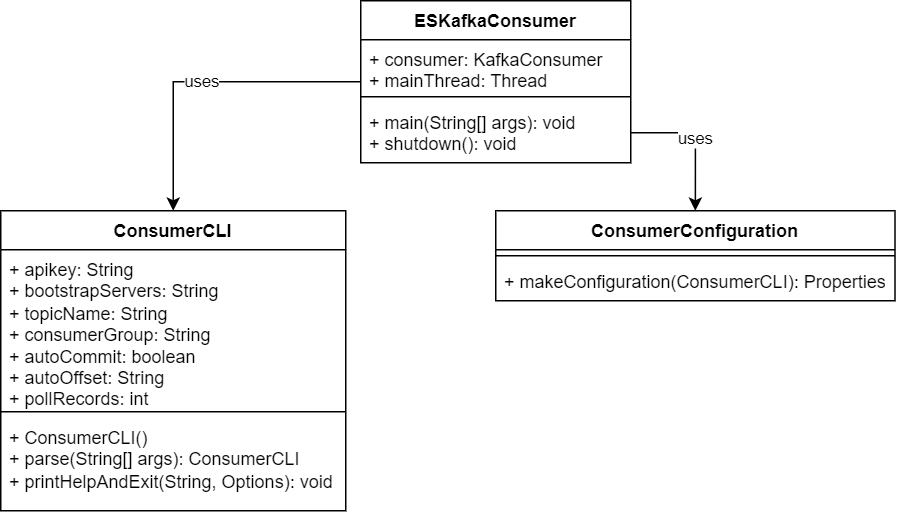 ESKafkaConsumer
+ consumer: KafkaConsumer
+ mainThread: Thread
+ main(String[] args): void
+ shutdown(): void
uses
uses
ConsumerCLI
+ apikey: String
+ bootstrapServers: String
+ topicName: String
+ consumerGroup: String
+ autoCommit: boolean
+ autoOffset: String
+ pollRecords: int
+ ConsumerCLI()
+ parse(String[] args): ConsumerCLI
+ printHelpAndExit(String, Options): void
ConsumerConfiguration
+ makeConfiguration(ConsumerCLI): Properties